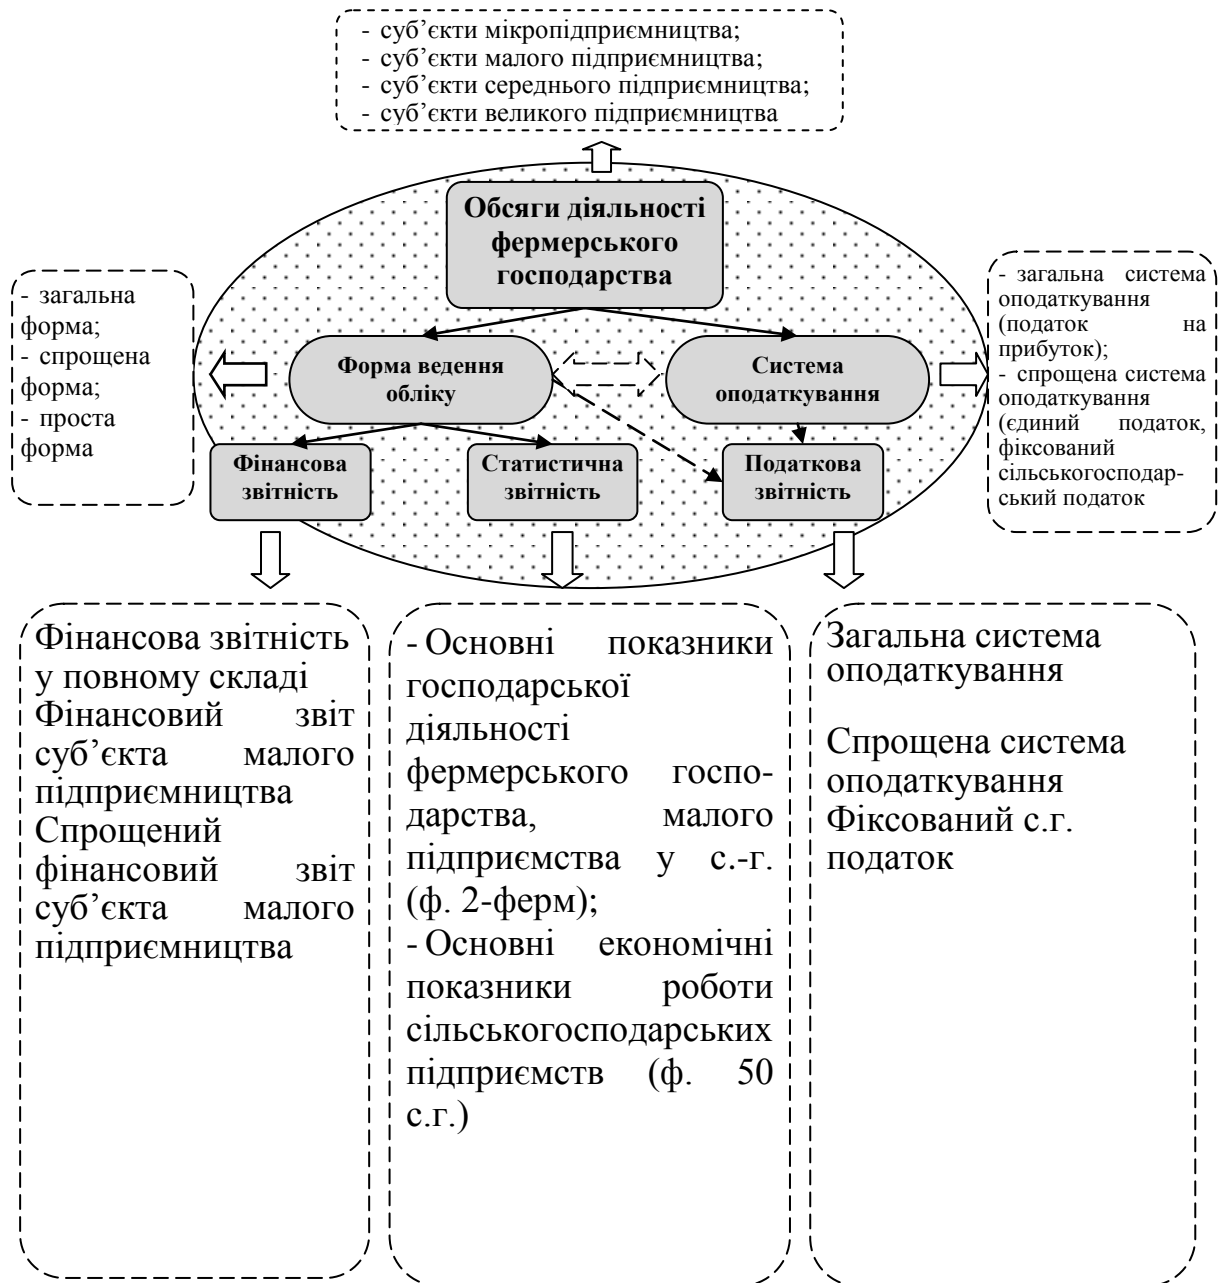 - суб’єкти мікропідприємництва;
- суб’єкти малого підприємництва;
- суб’єкти середнього підприємництва;
- суб’єкти великого підприємництва
Обсяги діяльності
фермерського
господарства
- загальна
форма;
- спрощена
форма;
- проста
форма
Форма ведення
обліку
Система
оподаткування
- загальна система
оподаткування
(податок на
прибуток);
- спрощена система
оподаткування
(єдиний податок,
фіксований
сільськогосподар-
ський податок
Фінансова
звітність
Статистична
звітність
Податкова
звітність
Фінансова звітність
у повному складі
Фінансовий звіт
суб’єкта малого
підприємництва
Спрощений
фінансовий звіт
суб’єкта малого
підприємництва
- Основні показники
господарської
діяльності
фермерського госпо-
дарства, малого
підприємства у с.-г.
(ф. 2-ферм);
- Основні економічні
показники роботи
сільськогосподарських
підприємств (ф. 50
с.г.)
Загальна система
оподаткування
Спрощена система
оподаткування
Фіксований с.г.
податок